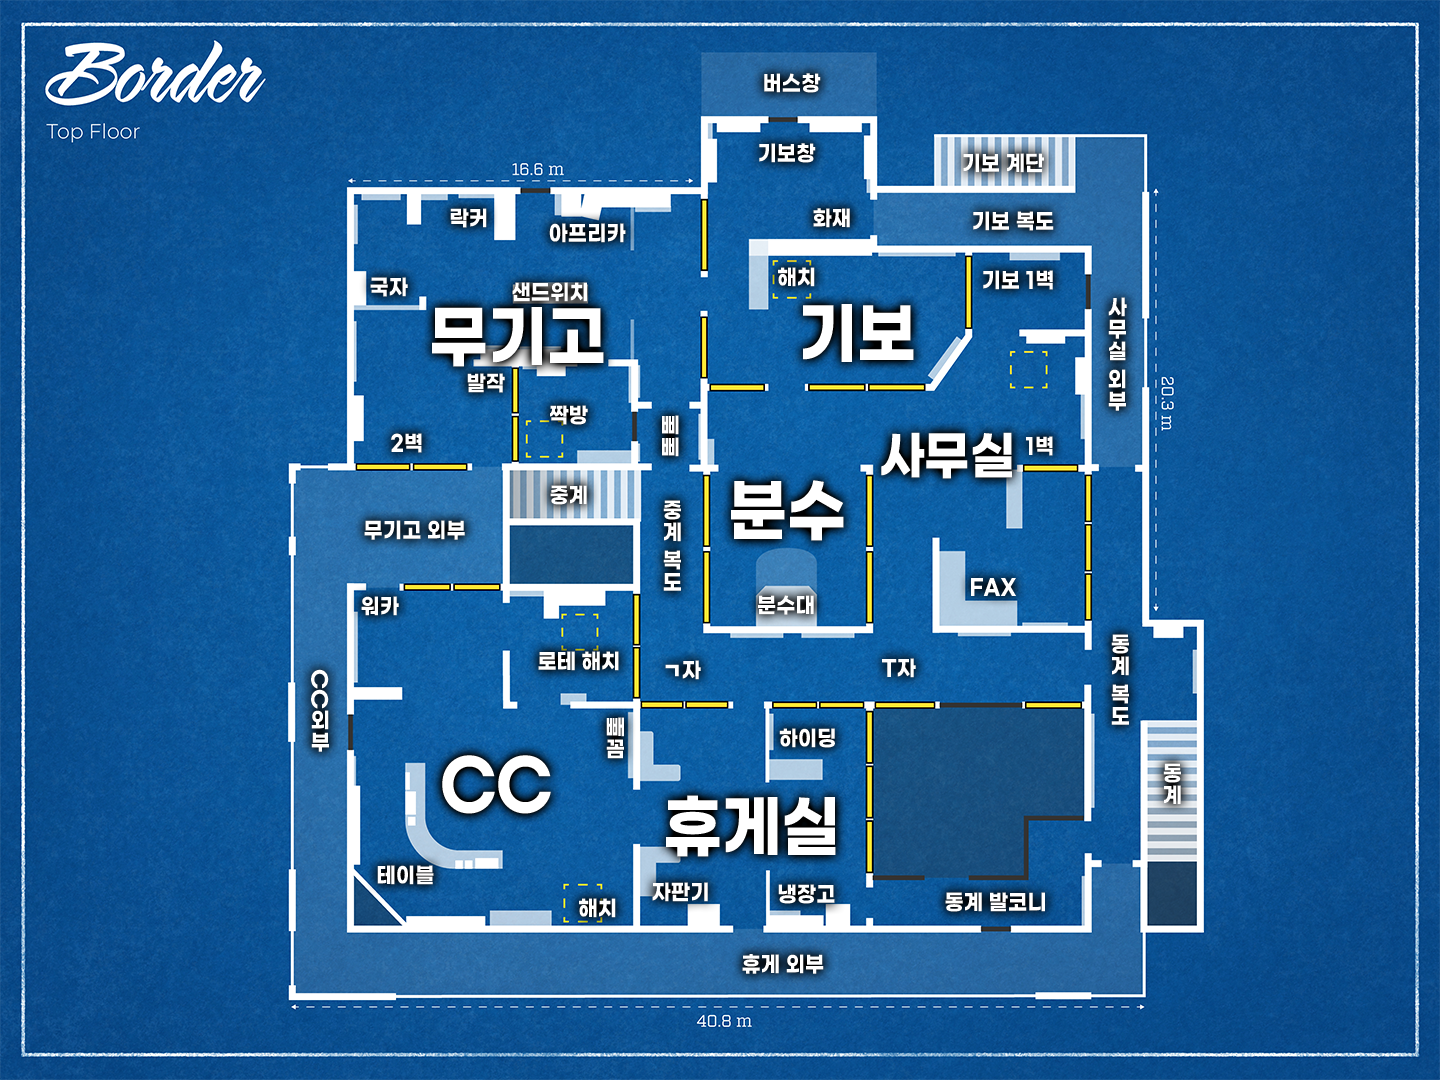 Border
Top Floor
버스창
기보창
기보 계단
16.6 m
락커
아프리카
화재
기보 복도
국자
샌드위치
해치
기보 1벽
무기고
기보
사무실 외부
20.3 m
발작
짝방
2벽
삐삐
사무실
1벽
중계
분수
무기고 외부
중계 복도
FAX
워카
분수대
로테 해치
ㄱ자
T자
동계 복도
CC외부
빼꼼
하이딩
CC
동계
휴게실
테이블
자판기
냉장고
해치
동계 발코니
휴게 외부
40.8 m